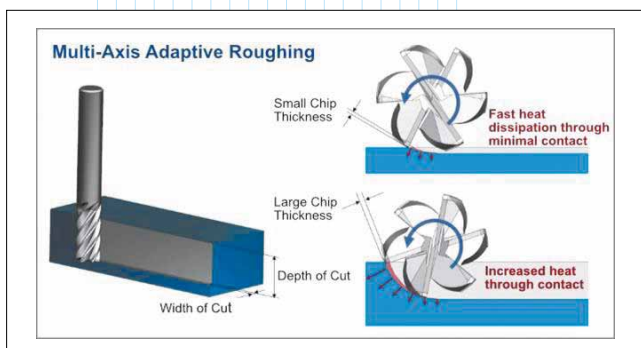 Multi-Axis Adaptive Roughing
Small Chip
Thickness
Fast heat
dissipation through
minimal contact
Large Chip
Thickness
Depth of Cut
Width of Cut
Increased heat
through contact